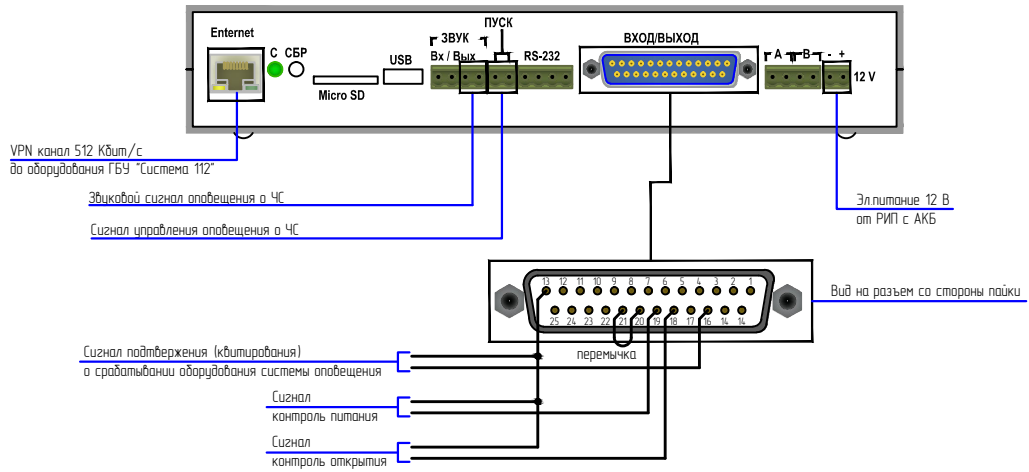 ПУСК
Enternet
С СБР
ЗВУК
Вх / Вых
RS-232
USB
Micro SD
ВХОД/ВЫХОД
А В - +
12 V
VPN канал 512 Кбит/с
до оборудования ГБУ "Система 112"
Звуковой сигнал оповещения о ЧС
Сигнал управления оповещения о ЧС
Эл.питание 12 В
от РИП с АКБ
13 12 11 10 9 8 7 6 5 4 3 2 1
25 24 23 22 21 20 19 18 17 16 14 14
Вид на разъем со стороны пайки
перемычка
Сигнал подтвержения (квитирования)
о срабатывании оборудования системы оповещения
Сигнал
контроль питания
Сигнал
контроль открытия